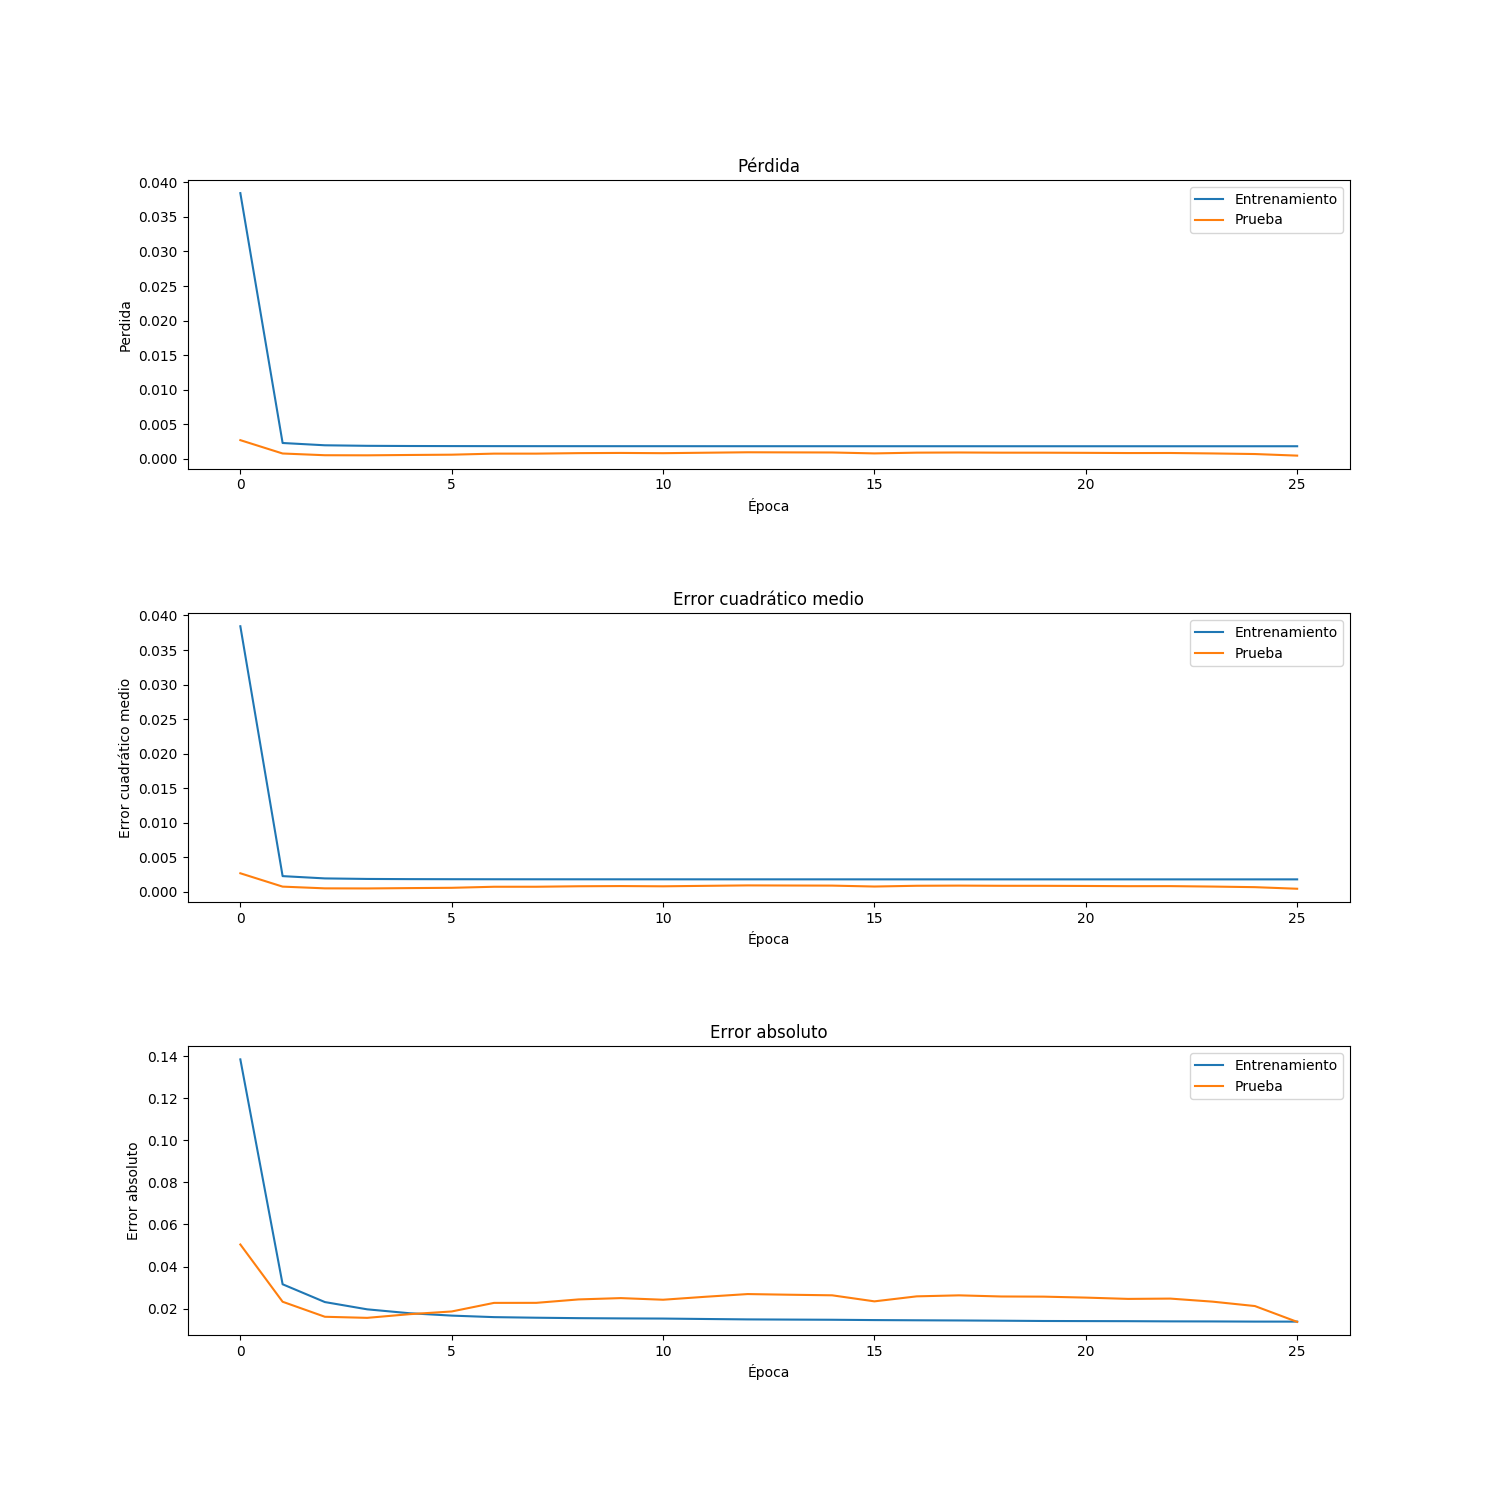 Pérdida
0.040
0.035
0.030
0.025
0.020
0.015
0.010
0.005
0.000
Perdida
Entrenamiento
Prueba
0 5 10 15 20 25
Época
Error cuadrático medio
0.040
0.035
0.030
0.025
0.020
0.015
0.010
0.005
0.000
Error cuadrático medio
Entrenamiento
Prueba
0 5 10 15 20 25
Época
Error absoluto
0.14
0.12
0.10
0.08
0.06
0.04
0.02
Error absoluto
Entrenamiento
Prueba
0 5 10 15 20 25
Época